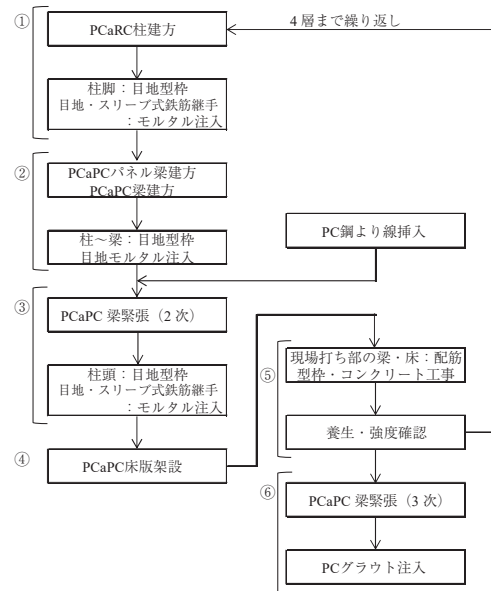 ①
PCaRC柱建方
4層まで繰り返し
柱脚：目地型枠
目地・スリーブ式鉄筋継手
：モルタル注入
②
PCaPCパネル梁建方
PCaPC梁建方
柱～梁：目地型枠
目地モルタル注入
PC鋼より線挿入
③
PCaPC 梁緊張（2 次）
柱頭：目地型枠
目地・スリーブ式鉄筋継手
：モルタル注入
④
PCaPC床版架設
⑤
現場打ち部の梁・床：配筋
型枠・コンクリート工事
養生・強度確認
⑥
PCaPC 梁緊張（3 次）
PCグラウト注入